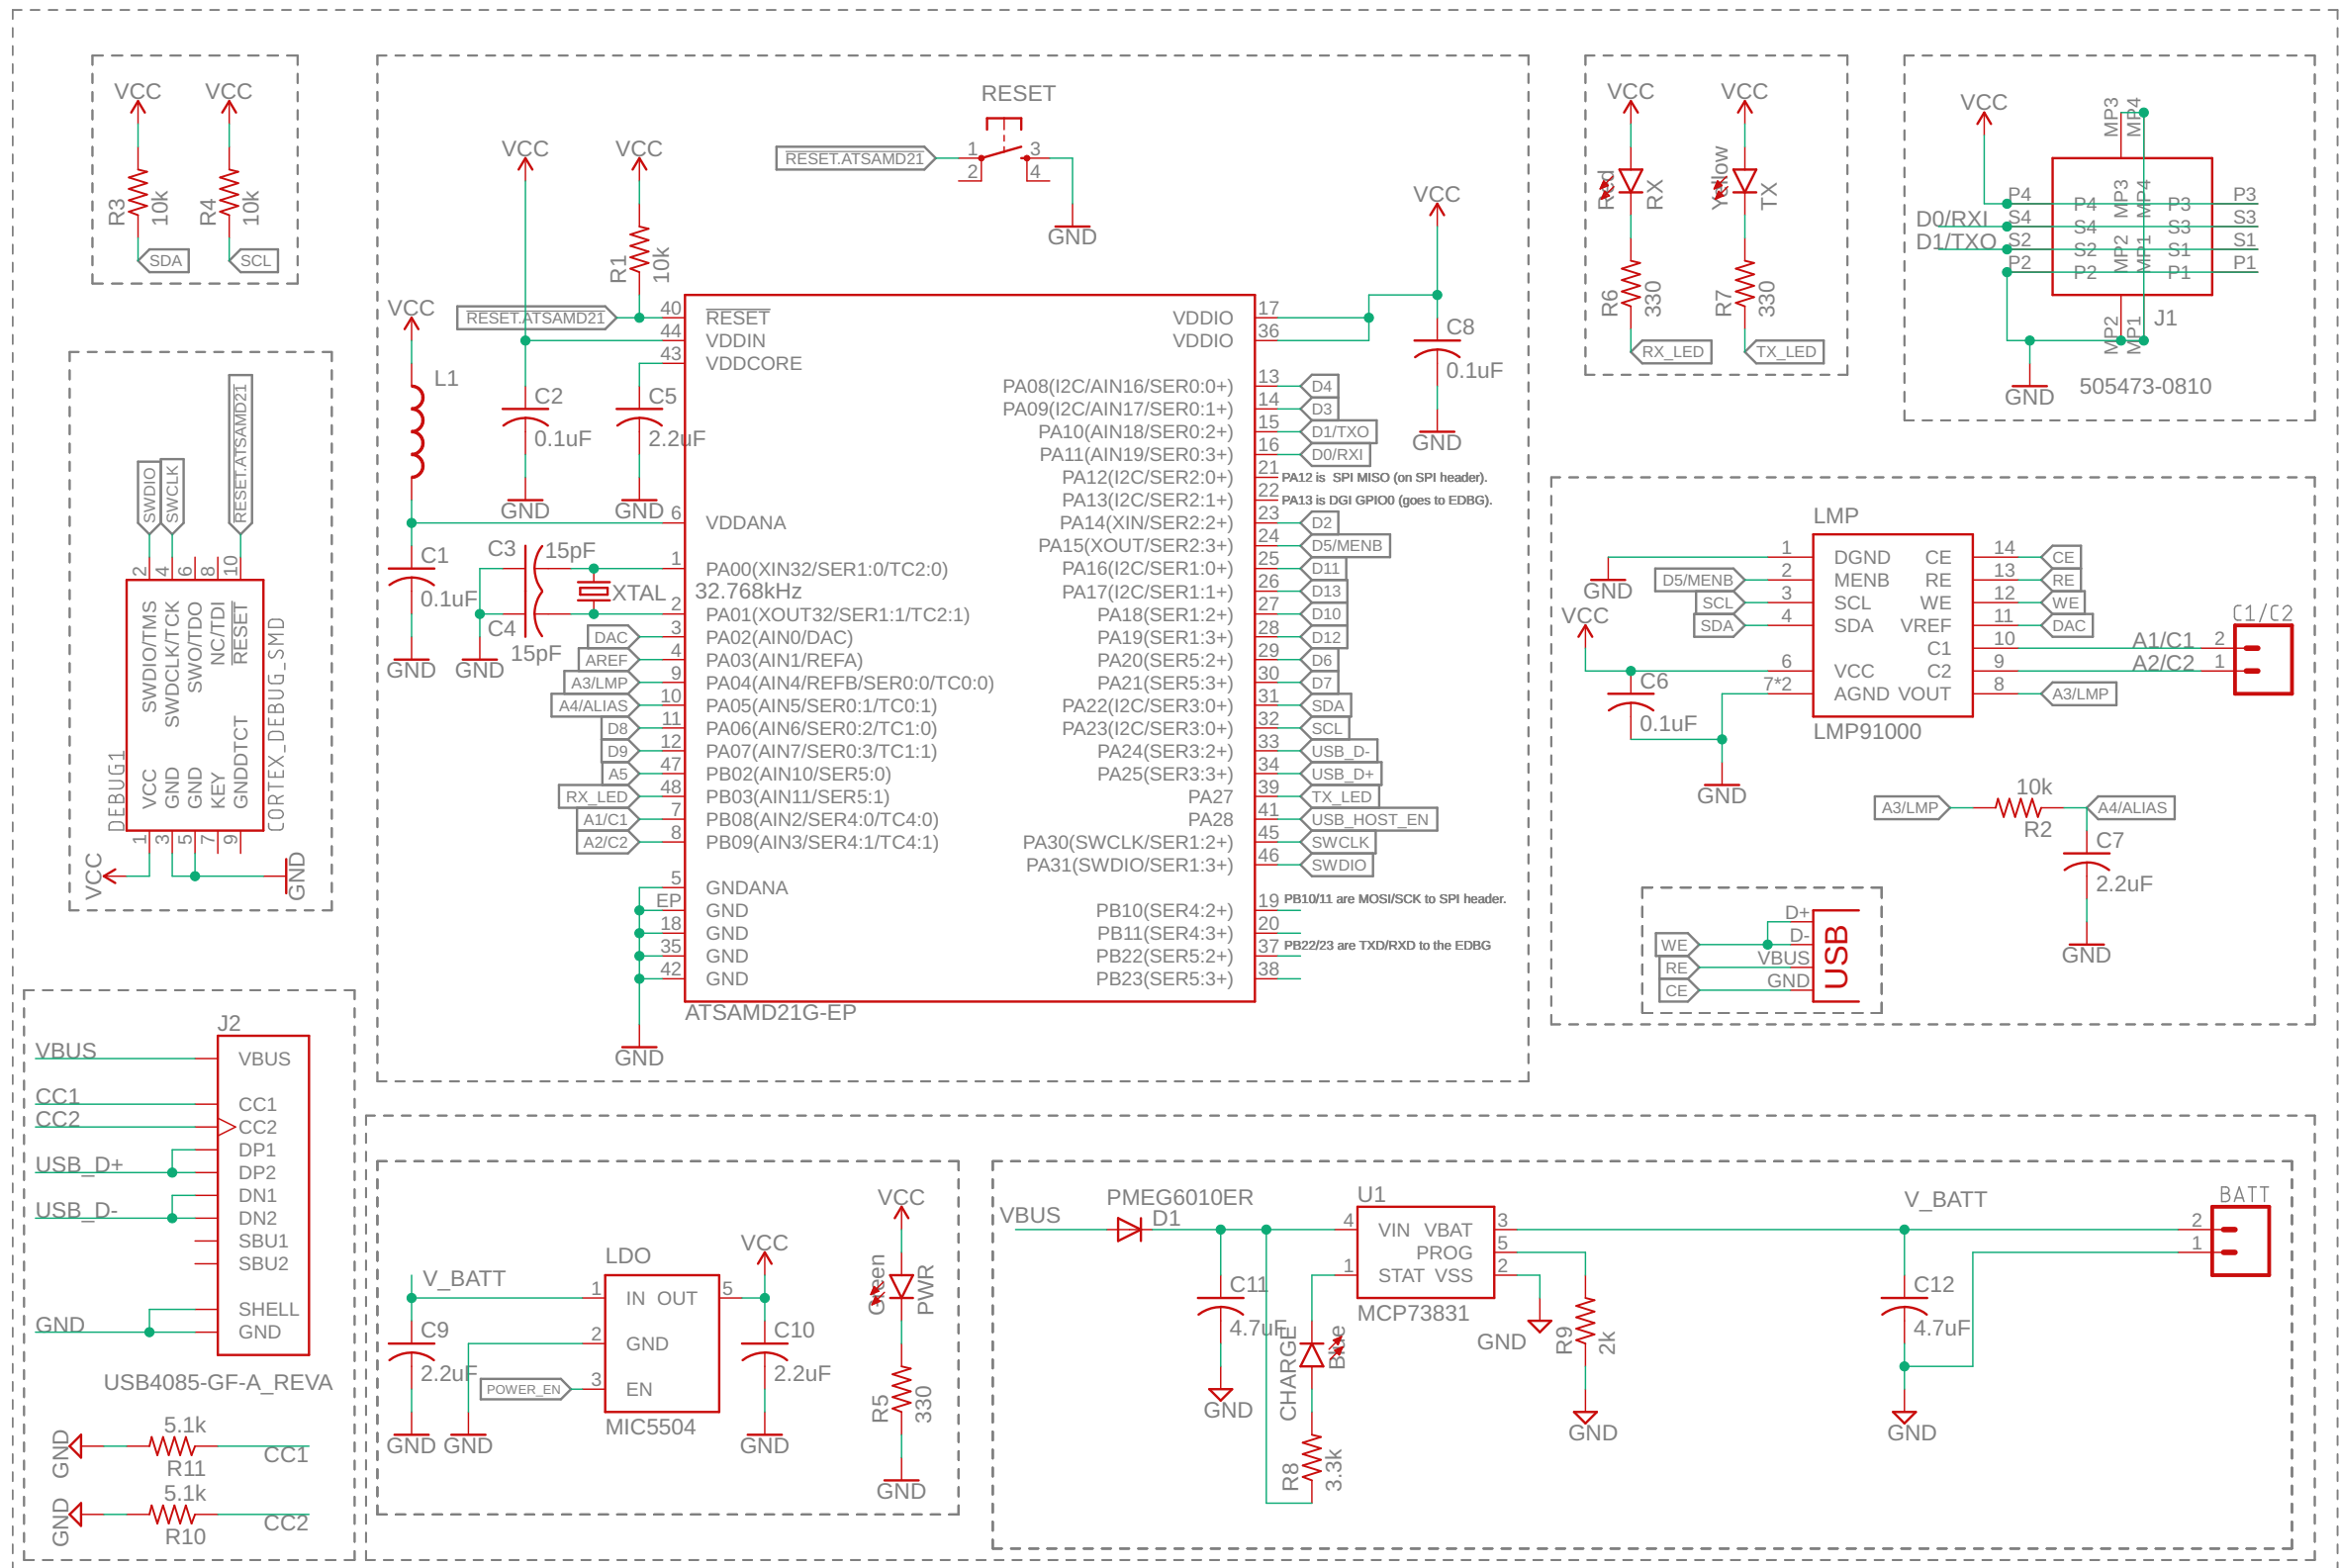 VCC
VCC
R3
10k
R4
10k
SDA
SCL
SWDIO
SWCLK
RESET.ATSAMD21
2
4
6
8
10
SWDIO/TMS
SWDCLK/TCK
SWO/TDO
NC/TDI
RESET
VCC
GND
GND
KEY
GNDDTCT
DEBUG1
CORTEX_DEBUG_SMD
1
3
5
7
9
VCC
GND
RESET
RESET.ATSAMD21
1
2
3
4
GND
VCC
VCC
R1
10k
VCC
RESET.ATSAMD21
L1
C2
0.1uF
C5
2.2uF
GND
GND
C1
0.1uF
GND
C3
15pF
XTAL
32.768kHz
C4
15pF
GND
40 RESET
44 VDDIN
43 VDDCORE
6 VDDANA
1 PA00(XIN32/SER1:0/TC2:0)
2 PA01(XOUT32/SER1:1/TC2:1)
DAC 3 PA02(AIN0/DAC)
AREF 4 PA03(AIN1/REFA)
A3/LMP 9 PA04(AIN4/REFB/SER0:0/TC0:0)
A4/ALIAS 10 PA05(AIN5/SER0:1/TC0:1)
D8 11 PA06(AIN6/SER0:2/TC1:0)
D9 12 PA07(AIN7/SER0:3/TC1:1)
A5 47 PB02(AIN10/SER5:0)
RX_LED 48 PB03(AIN11/SER5:1)
A1/C1 7 PB08(AIN2/SER4:0/TC4:0)
A2/C2 8 PB09(AIN3/SER4:1/TC4:1)
5 GNDANA
EP GND
18 GND
35 GND
42 GND
ATSAMD21G-EP
GND
VDDIO 17
VDDIO 36
PA08(I2C/AIN16/SER0:0+) 13 D4
PA09(I2C/AIN17/SER0:1+) 14 D3
PA10(AIN18/SER0:2+) 15 D1/TXO
PA11(AIN19/SER0:3+) 16 D0/RXI
PA12(I2C/SER2:0+) 21 PA12 is SPI MISO (on SPI header).
PA13(I2C/SER2:1+) 22 PA13 is DGI GPIO0 (goes to EDBG).
PA14(XIN/SER2:2+) 23 D2
PA15(XOUT/SER2:3+) 24 D5/MENB
PA16(I2C/SER1:0+) 25 D11
PA17(I2C/SER1:1+) 26 D13
PA18(SER1:2+) 27 D10
PA19(SER1:3+) 28 D12
PA20(SER5:2+) 29 D6
PA21(SER5:3+) 30 D7
PA22(I2C/SER3:0+) 31 SDA
PA23(I2C/SER3:0+) 32 SCL
PA24(SER3:2+) 33 USB_D-
PA25(SER3:3+) 34 USB_D+
PA27 39 TX_LED
PA28 41 USB_HOST_EN
PA30(SWCLK/SER1:2+) 45 SWCLK
PA31(SWDIO/SER1:3+) 46 SWDIO
PB10(SER4:2+) 19 PB10/11 are MOSI/SCK to SPI header.
PB11(SER4:3+) 20
PB22(SER5:2+) 37 PB22/23 are TXD/RXD to the EDBG
PB23(SER5:3+) 38
VCC
C8
0.1uF
GND
VCC
VCC
Red
RX
Yellow
TX
R6
330
R7
330
RX_LED
TX_LED
VCC
MP3
MP4
P4 P4 P3 P3
D0/RXI S4 S4 S3 S3
D1/TXO S2 S2 S1 S1
P2 P2 P1 P1
MP3
MP4
MP2
MP1
MP2
MP1
J1
GND
505473-0810
LMP
1 DGND CE 14 CE
D5/MENB 2 MENB RE 13 RE
SCL 3 SCL WE 12 WE
SDA 4 SDA VREF 11 DAC
C1 10 A1/C1 2
6 VCC C2 9 A2/C2 1
7*2 AGND VOUT 8 A3/LMP
GND
VCC
C6
0.1uF
GND
LMP91000
C1/C2
A3/LMP
10k
R2
A4/ALIAS
C7
2.2uF
GND
D+
WE D-
RE VBUS
CE GND
USB
J2
VBUS VBUS
CC1 CC1
CC2 CC2
DP1
USB_D+ DP2
DN1
USB_D- DN2
SBU1
SBU2
SHELL
GND GND
USB4085-GF-A_REVA
GND
5.1k
R11
CC1
GND
5.1k
R10
CC2
V_BATT
C9
2.2uF
GND
GND
LDO
1 IN OUT 5
2 GND
POWER_EN 3 EN
MIC5504
VCC
C10
2.2uF
GND
VCC
Green
PWR
R5
330
GND
VBUS
PMEG6010ER
D1
C11
4.7uF
GND
CHARGE
Blue
R8
3.3k
U1
4 VIN VBAT 3
PROG 5
1 STAT VSS 2
MCP73831
GND
R9
2k
GND
V_BATT
C12
4.7uF
GND
BATT
2
1